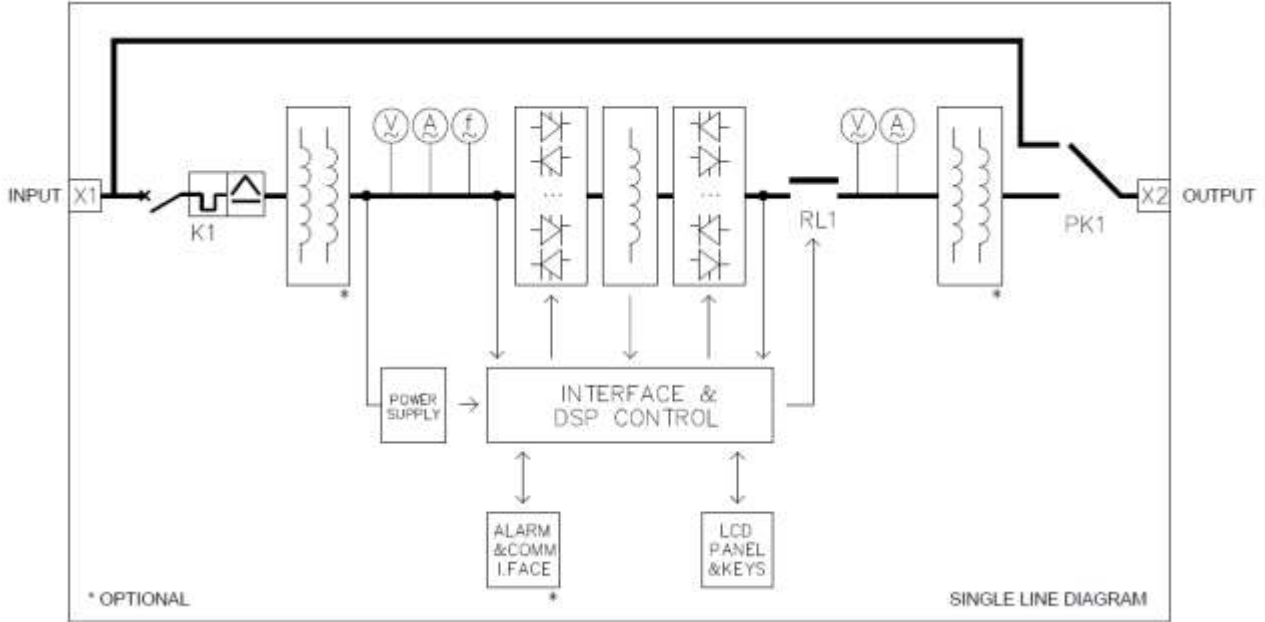 V A f V A
INPUT X1 X2 OUTPUT
K1 RL1 PK1
* *
POWER
SUPPLY
INTERFACE &
DSP CONTROL
ALARM
&COMM
I.FACE
*
LCD
PANEL
&KEYS
* OPTIONAL
SINGLE LINE DIAGRAM